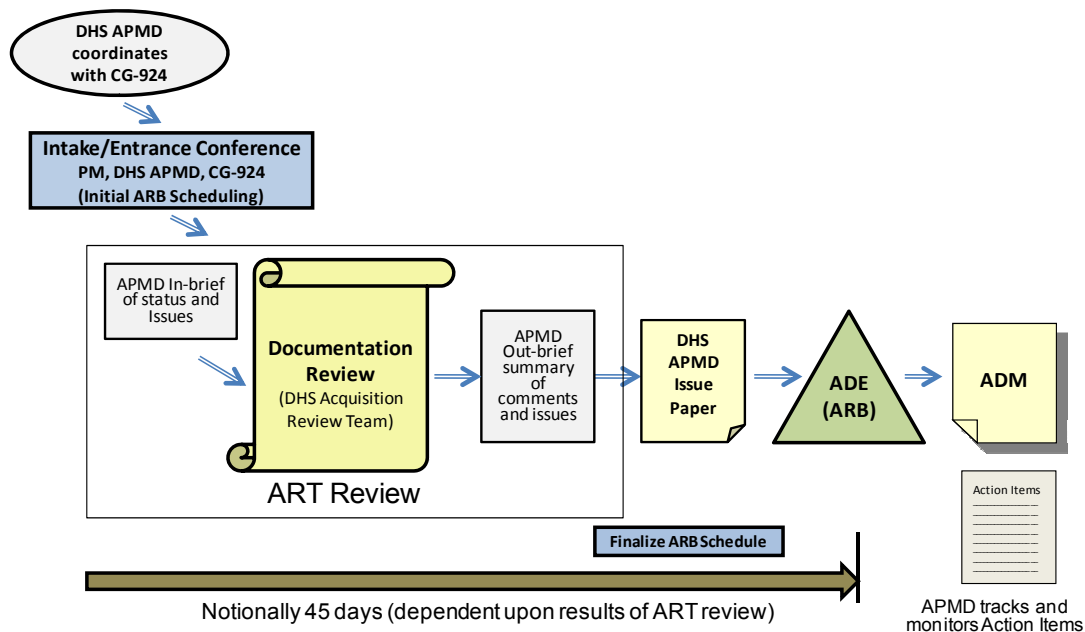 DHS APMD
coordinates
with CG-924
Intake/Entrance Conference
PM, DHS APMD, CG-924
(Initial ARB Scheduling)
APMD In-brief
of status and
Issues
Documentation
Review
(DHS Acquisition
Review Team)
APMD
Out-brief
summary
of
comments
and issues
ART Review
DHS
APMD
Issue
Paper
ADE
(ARB)
ADM
Action Items
Finalize ARB Schedule
Notionally 45 days (dependent upon results of ART review)
APMD tracks and
monitors Action Items